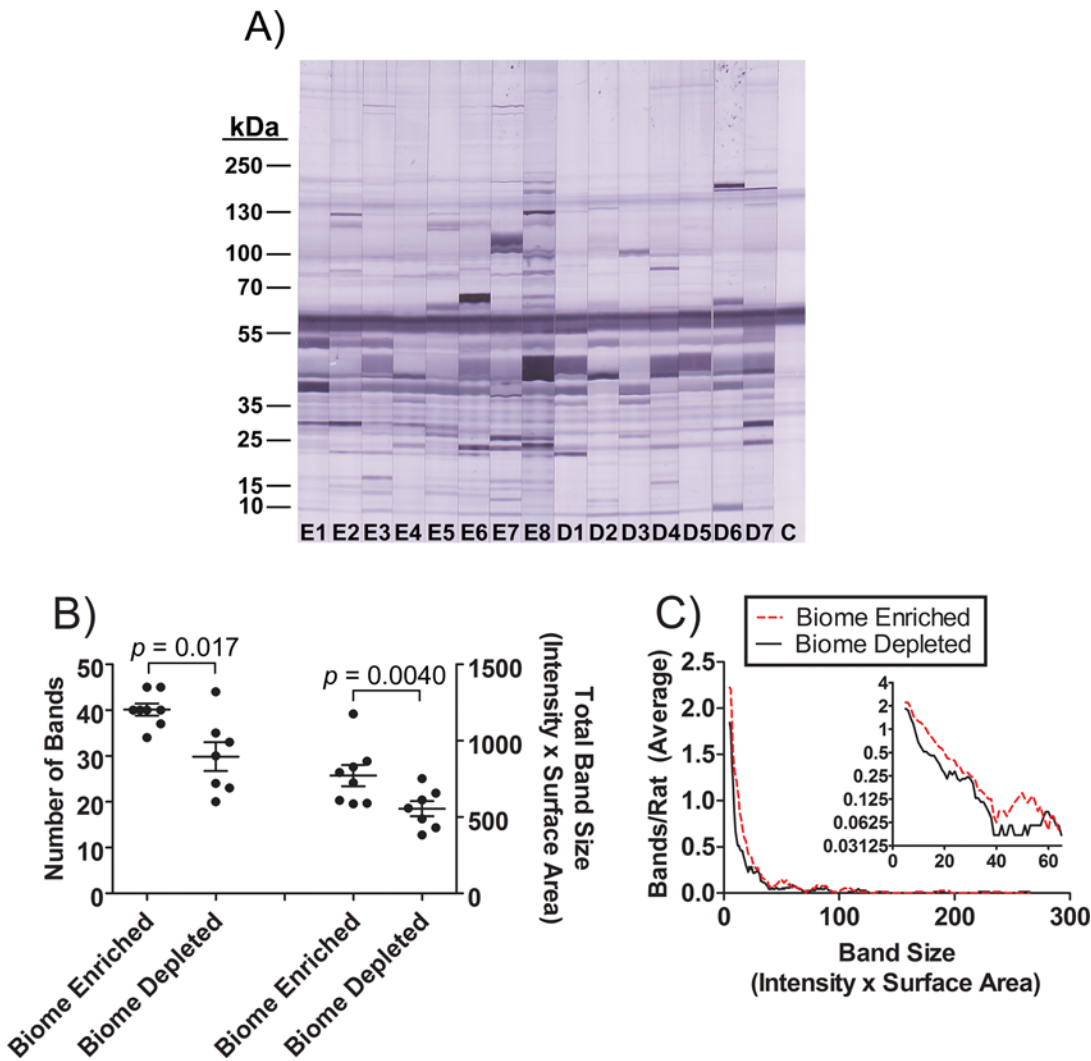 A)
kDa
250
130
100
70
55
35
25
15
10
E1 E2 E3 E4 E5 E6 E7 E8 D1 D2 D3 D4 D5 D6 D7 C
B)
p = 0.017
p = 0.0040
50
40
30
20
10
0
Number of Bands
1500
1000
500
0
Total Band Size
(Intensity x Surface Area)
Biome Enriched
Biome Depleted
Biome Enriched
Biome Depleted
C)
Biome Enriched
Biome Depleted
Bands/Rat (Average)
2.5
2.0
1.5
1.0
0.5
0.0
0 100 200 300
4
2
1
0.5
0.25
0.125
0.0625
0.03125
0 20 40 60
Band Size
(Intensity x Surface Area)